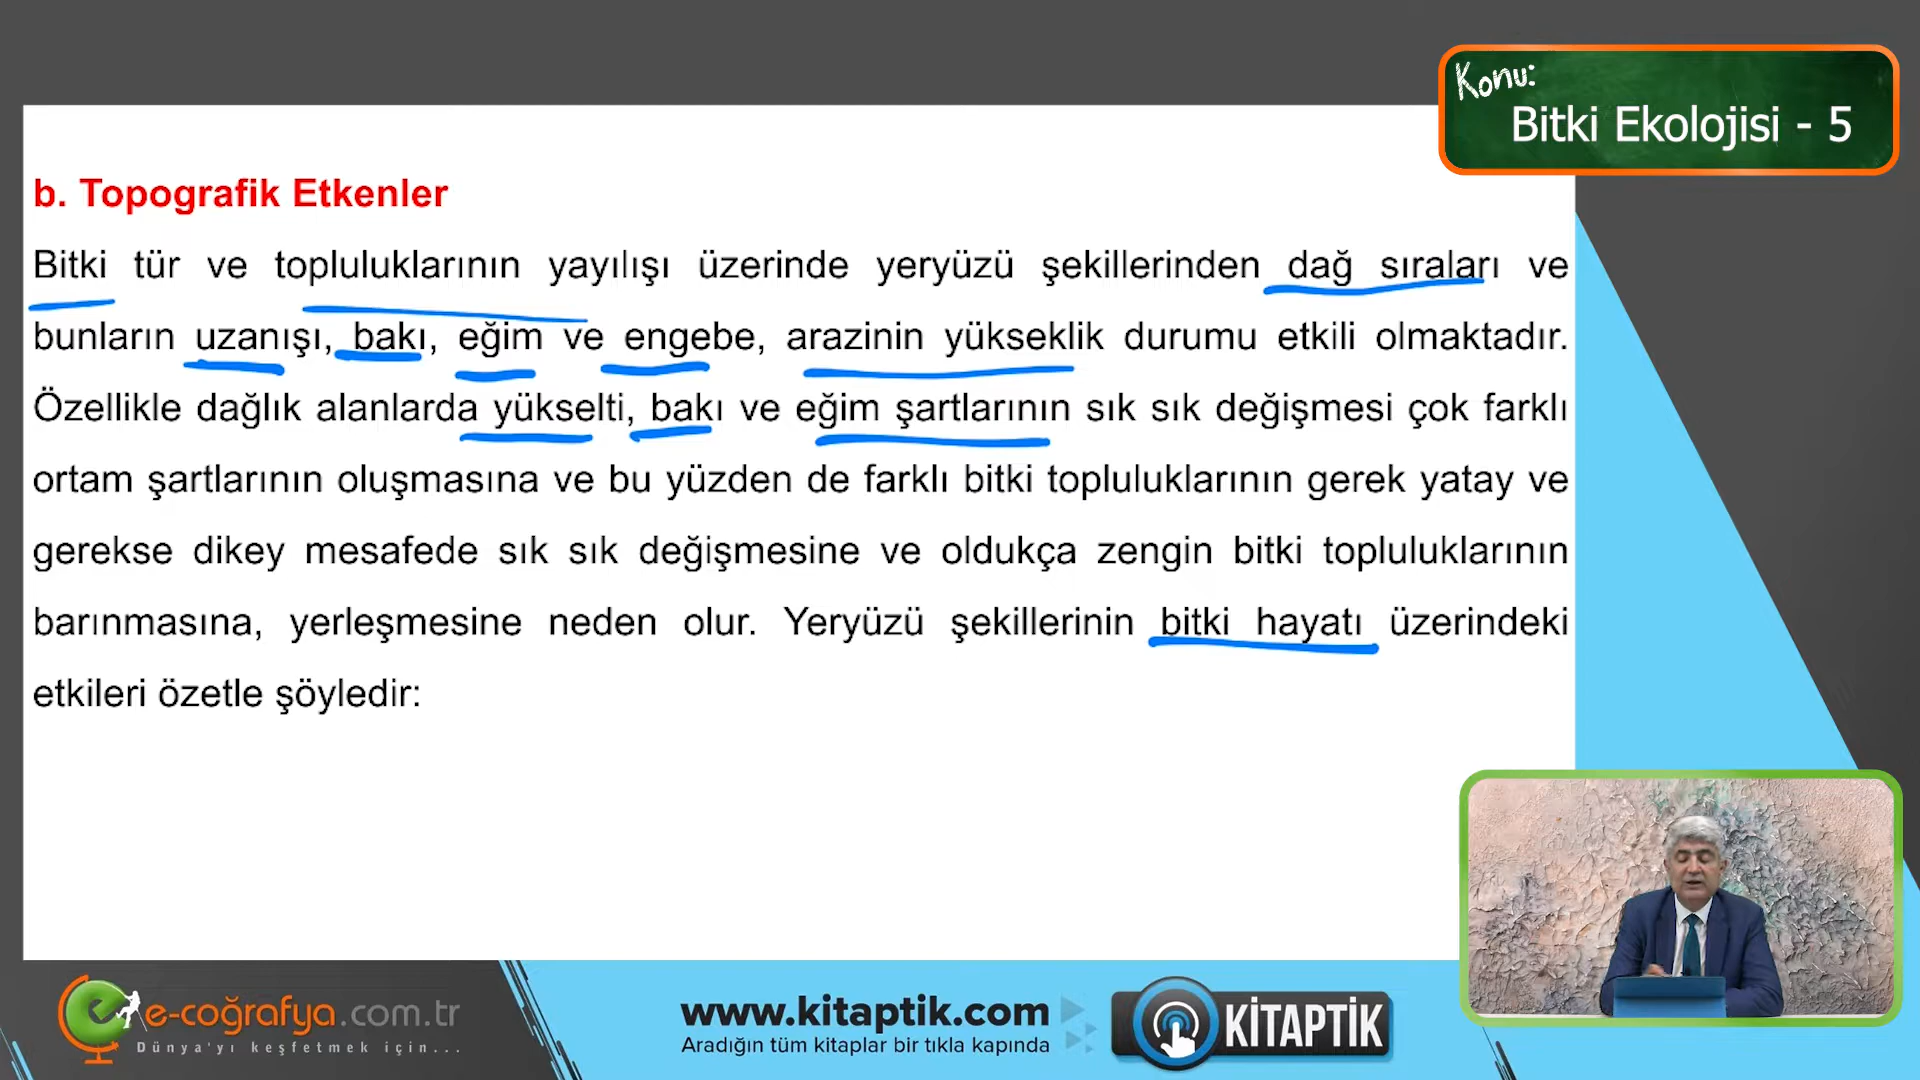 Konu:
Bitki Ekolojisi - 5
b. Topografik Etkenler
Bitki tür ve topluluklarının yayılışı üzerinde yeryüzü şekillerinden dağ sıraları ve
bunların uzanışı, bakı, eğim ve engebe, arazinin yükseklik durumu etkili olmaktadır.
Özellikle dağlık alanlarda yükselti, bakı ve eğim şartlarının sık sık değişmesi çok farklı
ortam şartlarının oluşmasına ve bu yüzden de farklı bitki topluluklarının gerek yatay ve
gerekse dikey mesafede sık sık değişmesine ve oldukça zengin bitki topluluklarının
barınmasına, yerleşmesine neden olur. Yeryüzü şekillerinin bitki hayatı üzerindeki
etkileri özetle şöyledir:
e-coğrafya.com.tr
Dünya'yı keşfetmek için...
www.kitaptik.com
Aradığın tüm kitaplar bir tıkla kapında
KİTAPTIK